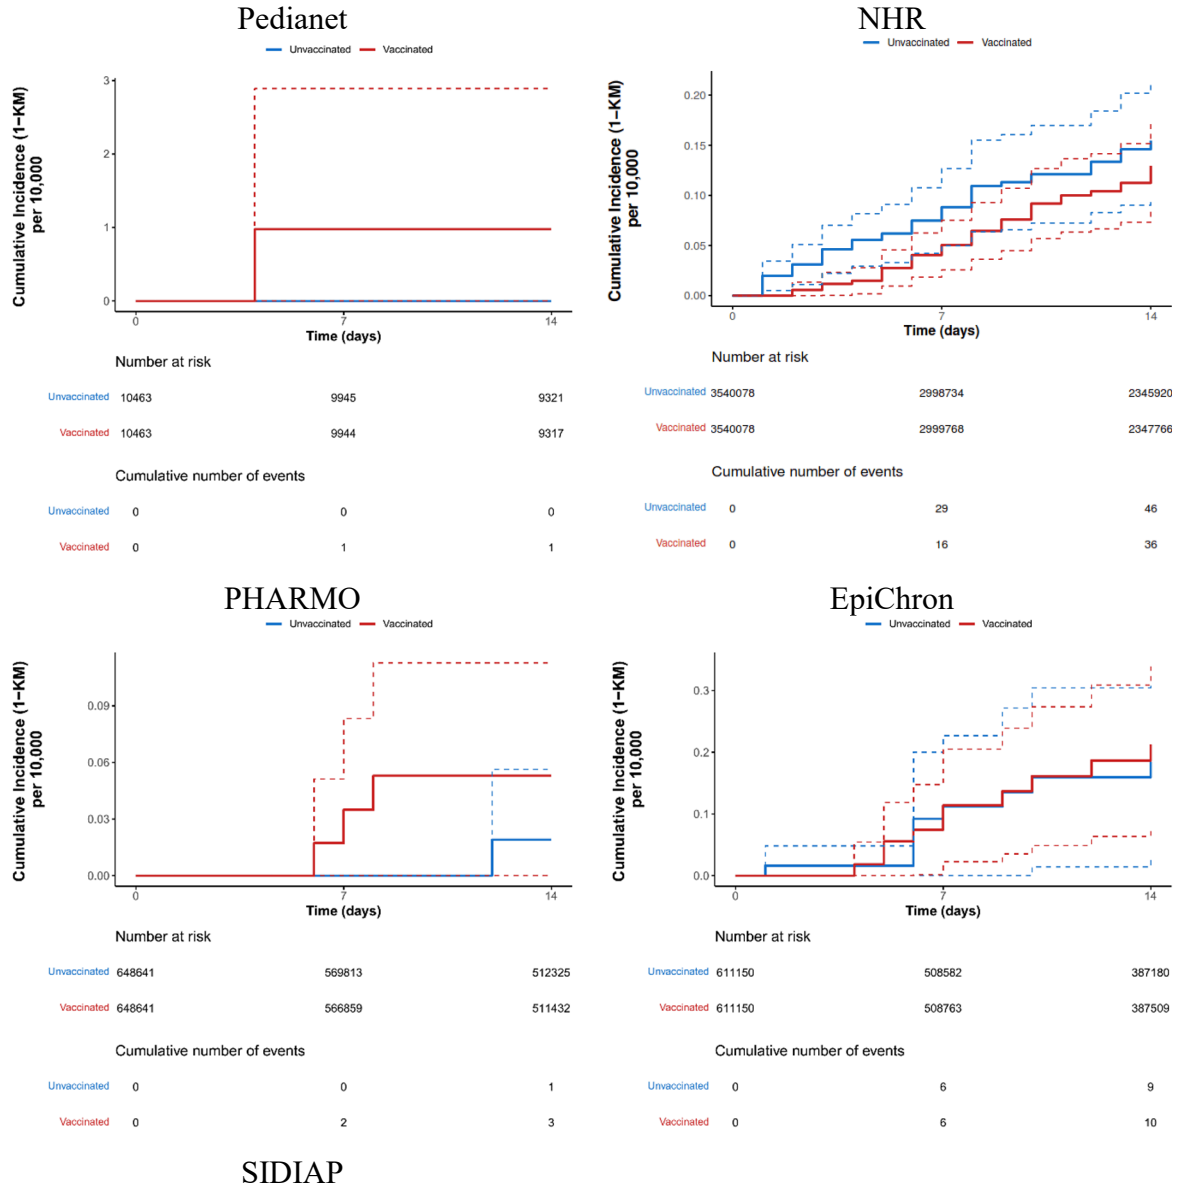 Pedianet
Unvaccinated Vaccinated
Cumulative Incidence (1−KM)
per 10,000
3
2
1
0
0 7 14
Time (days)
Number at risk
Unvaccinated 10463 9945 9321
Vaccinated 10463 9944 9317
Cumulative number of events
Unvaccinated 0 0 0
Vaccinated 0 1 1
NHR
Unvaccinated Vaccinated
Cumulative Incidence (1−KM)
per 10,000
0.20
0.15
0.10
0.05
0.00
0 7 14
Time (days)
Number at risk
Unvaccinated 3540078 2998734 2345920
Vaccinated 3540078 2999768 2347766
Cumulative number of events
Unvaccinated 0 29 46
Vaccinated 0 16 36
PHARMO
Unvaccinated Vaccinated
Cumulative Incidence (1−KM)
per 10,000
0.09
0.06
0.03
0.00
0 7 14
Time (days)
Number at risk
Unvaccinated 648641 569813 512325
Vaccinated 648641 566859 511432
Cumulative number of events
Unvaccinated 0 0 1
Vaccinated 0 2 3
EpiChron
Unvaccinated Vaccinated
Cumulative Incidence (1−KM)
per 10,000
0.3
0.2
0.1
0.0
0 7 14
Time (days)
Number at risk
Unvaccinated 611150 508582 387180
Vaccinated 611150 508763 387509
Cumulative number of events
Unvaccinated 0 6 9
Vaccinated 0 6 10
SIDIAP